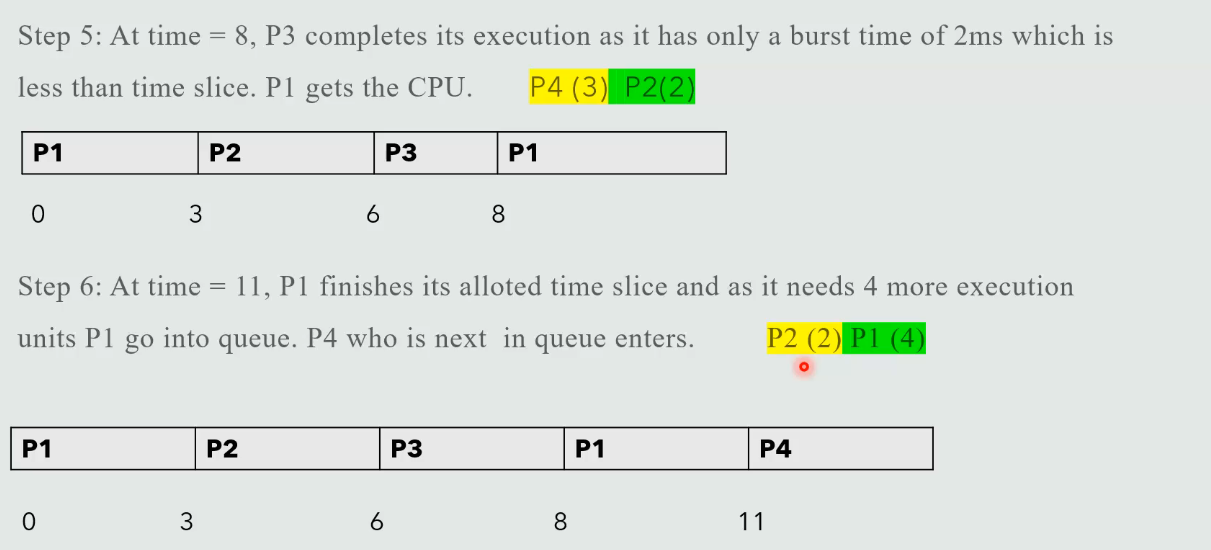 Step 5: At time = 8, P3 completes its execution as it has only a burst time of 2ms which is
less than time slice. P1 gets the CPU. P4 (3) P2(2)
P1 P2 P3 P1
0 3 6 8
Step 6: At time = 11, P1 finishes its alloted time slice and as it needs 4 more execution
units P1 go into queue. P4 who is next in queue enters. P2 (2) P1 (4)
P1 P2 P3 P1 P4
0 3 6 8 11